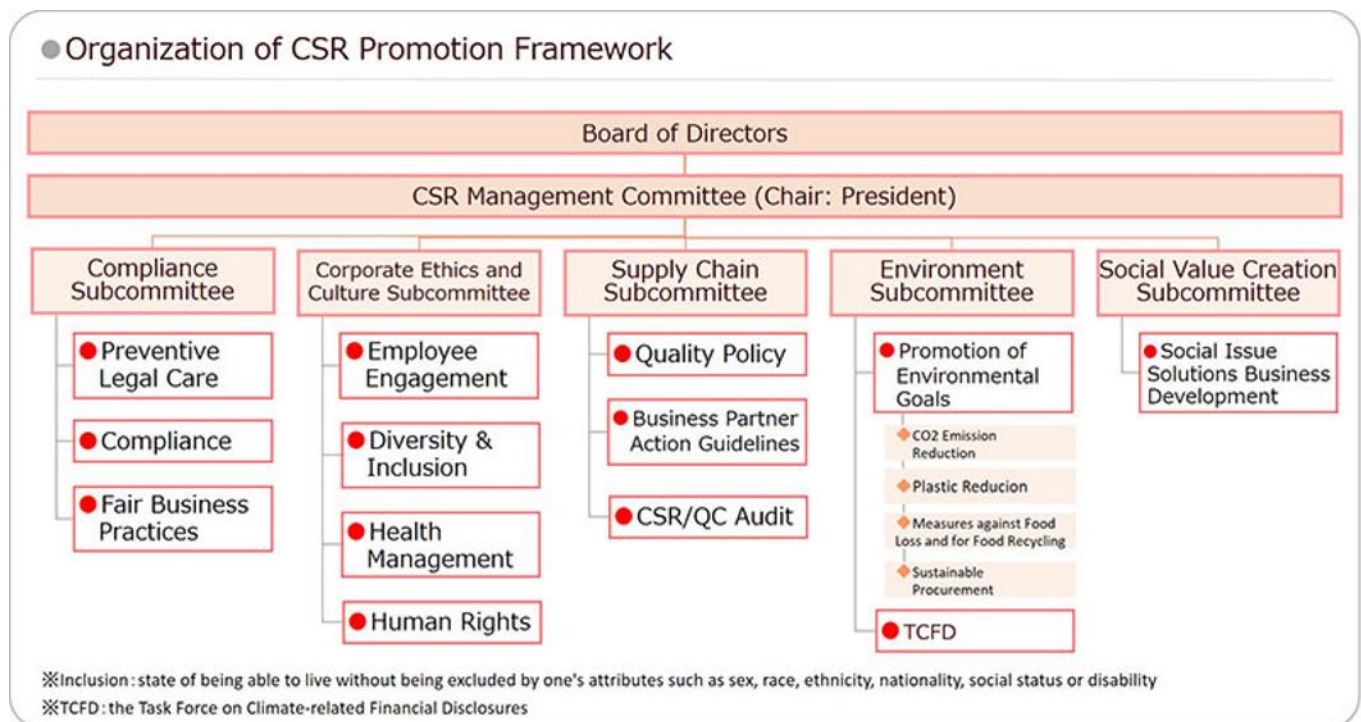 Organization of CSR Promotion Framework
Board of Directors
CSR Management Committee (Chair: President)
Compliance
Subcommittee
Preventive
Legal Care
Compliance
Fair Business
Practices
Corporate Ethics and
Culture Subcommittee
Employee
Engagement
Diversity &
Inclusion
Health
Management
Human Rights
Supply Chain
Subcommittee
Quality Policy
Business Partner
Action Guidelines
CSR/QC Audit
Environment
Subcommittee
Promotion of
Environmental
Goals
CO2 Emission
Reduction
Plastic Reducion
Measures against Food
Loss and for Food Recycling
Sustainable
Procurement
TCFD
Social Value Creation
Subcommittee
Social Issue
Solutions Business
Development
※Inclusion:state of being able to live without being excluded by one's attributes such as sex, race, ethnicity, nationality, social status or disability
※TCFD:the Task Force on Climate-related Financial Disclosures